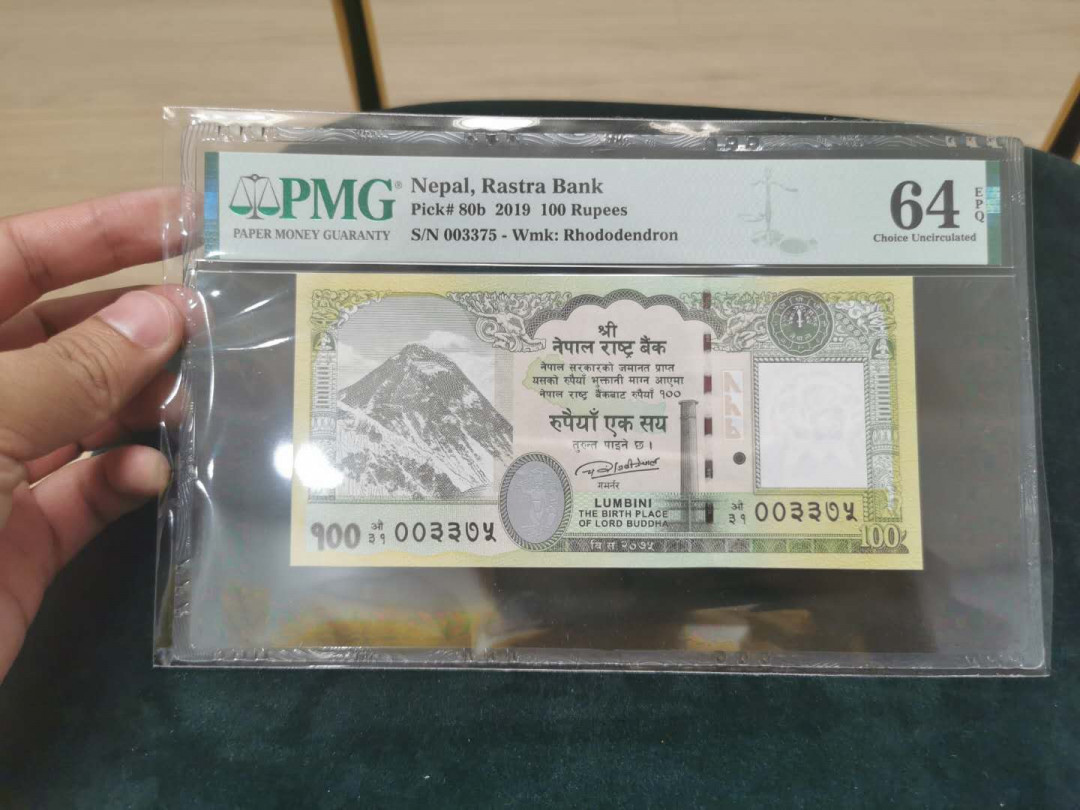 PMG®
PAPER MONEY GUARANTY
Nepal, Rastra Bank
Pick# 80b 2019 100 Rupees
S/N 003375 - Wmk: Rhododendron
64
EPQ
Choice Uncirculated
श्री
नेपाल राष्ट्र बैंक
नेपाल सरकारको जमानत प्राप्त
यसको रुपैयाँ भुक्तानी माग्न आएमा
नेपाल राष्ट्र बैंकबाट रुपैयाँ १००
रुपैयाँ एक सय
तुरुन्त पाइने छ ।
गभर्नर
LUMBINI
THE BIRTH PLACE
OF LORD BUDDHA
१००
ओ
३१
००३३७५
ओ
३१
००३३७५
वि सं २०७५
100